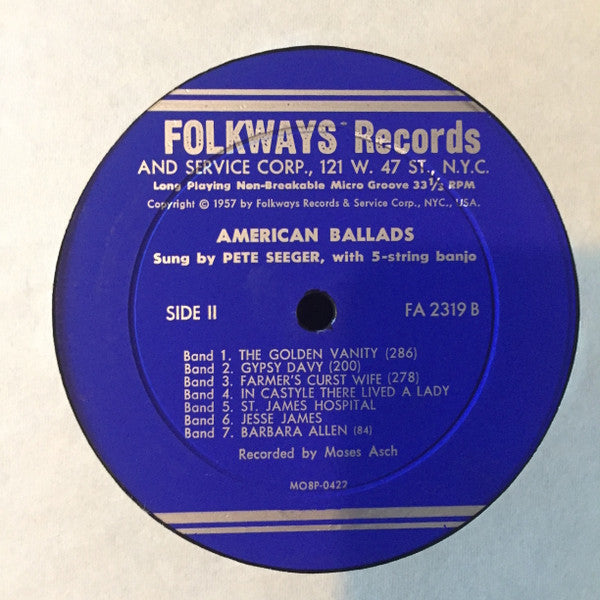 FOLKWAYS Records
AND SERVICE CORP., 121 W. 47 ST., N.Y.C.
Long Playing Non-Breakable Micro Groove 33 1/3 RPM
Copyright © 1957 by Folkways Records & Service Corp., NYC., USA.
AMERICAN BALLADS
Sung by PETE SEEGER, with 5-string banjo
SIDE II
FA 2319 B
Band 1. THE GOLDEN VANITY (286)
Band 2. GYPSY DAVY (200)
Band 3. FARMER'S CURST WIFE (278)
Band 4. IN CASTYLE THERE LIVED A LADY
Band 5. ST. JAMES HOSPITAL
Band 6. JESSE JAMES
Band 7. BARBARA ALLEN (84)
Recorded by Moses Asch
MO8P-0422